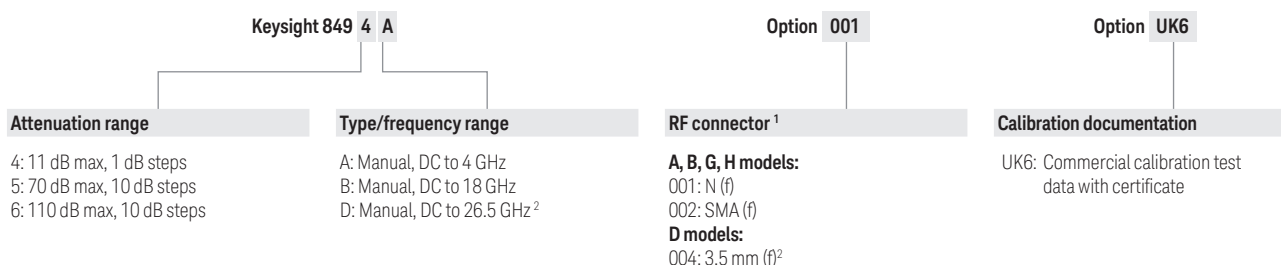 Keysight 849 4 A
Option 001
Option UK6
Attenuation range
4: 11 dB max, 1 dB steps
5: 70 dB max, 10 dB steps
6: 110 dB max, 10 dB steps
Type/frequency range
A: Manual, DC to 4 GHz
B: Manual, DC to 18 GHz
D: Manual, DC to 26.5 GHz 2
RF connector 1
A, B, G, H models:
001: N (f)
002: SMA (f)
D models:
004: 3.5 mm (f)2
Calibration documentation
UK6: Commercial calibration test
data with certificate